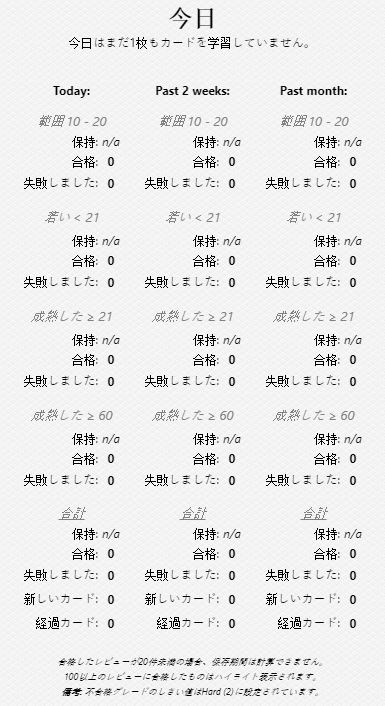 今日
今日はまだ1枚もカードを学習していません。
Today: Past 2 weeks: Past month:
範囲 10 - 20 範囲 10 - 20 範囲 10 - 20
保持: n/a 保持: n/a 保持: n/a
合格: 0 合格: 0 合格: 0
失敗しました: 0 失敗しました: 0 失敗しました: 0
若い < 21 若い < 21 若い < 21
保持: n/a 保持: n/a 保持: n/a
合格: 0 合格: 0 合格: 0
失敗しました: 0 失敗しました: 0 失敗しました: 0
成熟した ≥ 21 成熟した ≥ 21 成熟した ≥ 21
保持: n/a 保持: n/a 保持: n/a
合格: 0 合格: 0 合格: 0
失敗しました: 0 失敗しました: 0 失敗しました: 0
成熟した ≥ 60 成熟した ≥ 60 成熟した ≥ 60
保持: n/a 保持: n/a 保持: n/a
合格: 0 合格: 0 合格: 0
失敗しました: 0 失敗しました: 0 失敗しました: 0
合計 合計 合計
保持: n/a 保持: n/a 保持: n/a
合格: 0 合格: 0 合格: 0
失敗しました: 0 失敗しました: 0 失敗しました: 0
新しいカード: 0 新しいカード: 0 新しいカード: 0
経過カード: 0 経過カード: 0 経過カード: 0
合格したレビューが20件未満の場合、保存期間は計算できません。
100以上のレビューに合格したものはハイライト表示されます。
備考: 不合格グレードのしきい値はHard (2)に設定されています。